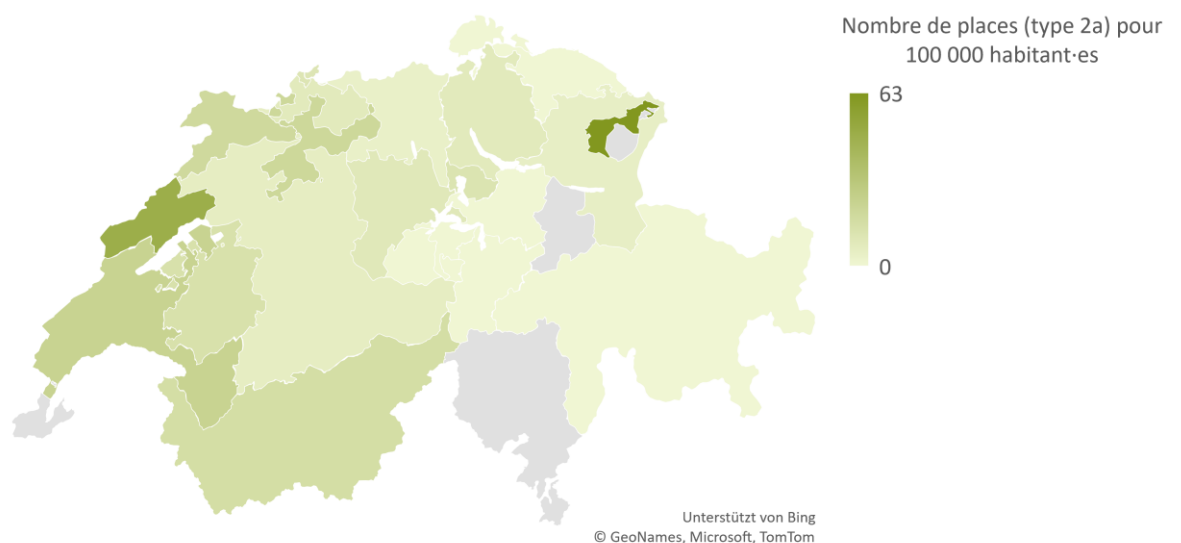 Nombre de places (type 2a) pour
100 000 habitant·es
63
0
Unterstützt von Bing
© GeoNames, Microsoft, TomTom